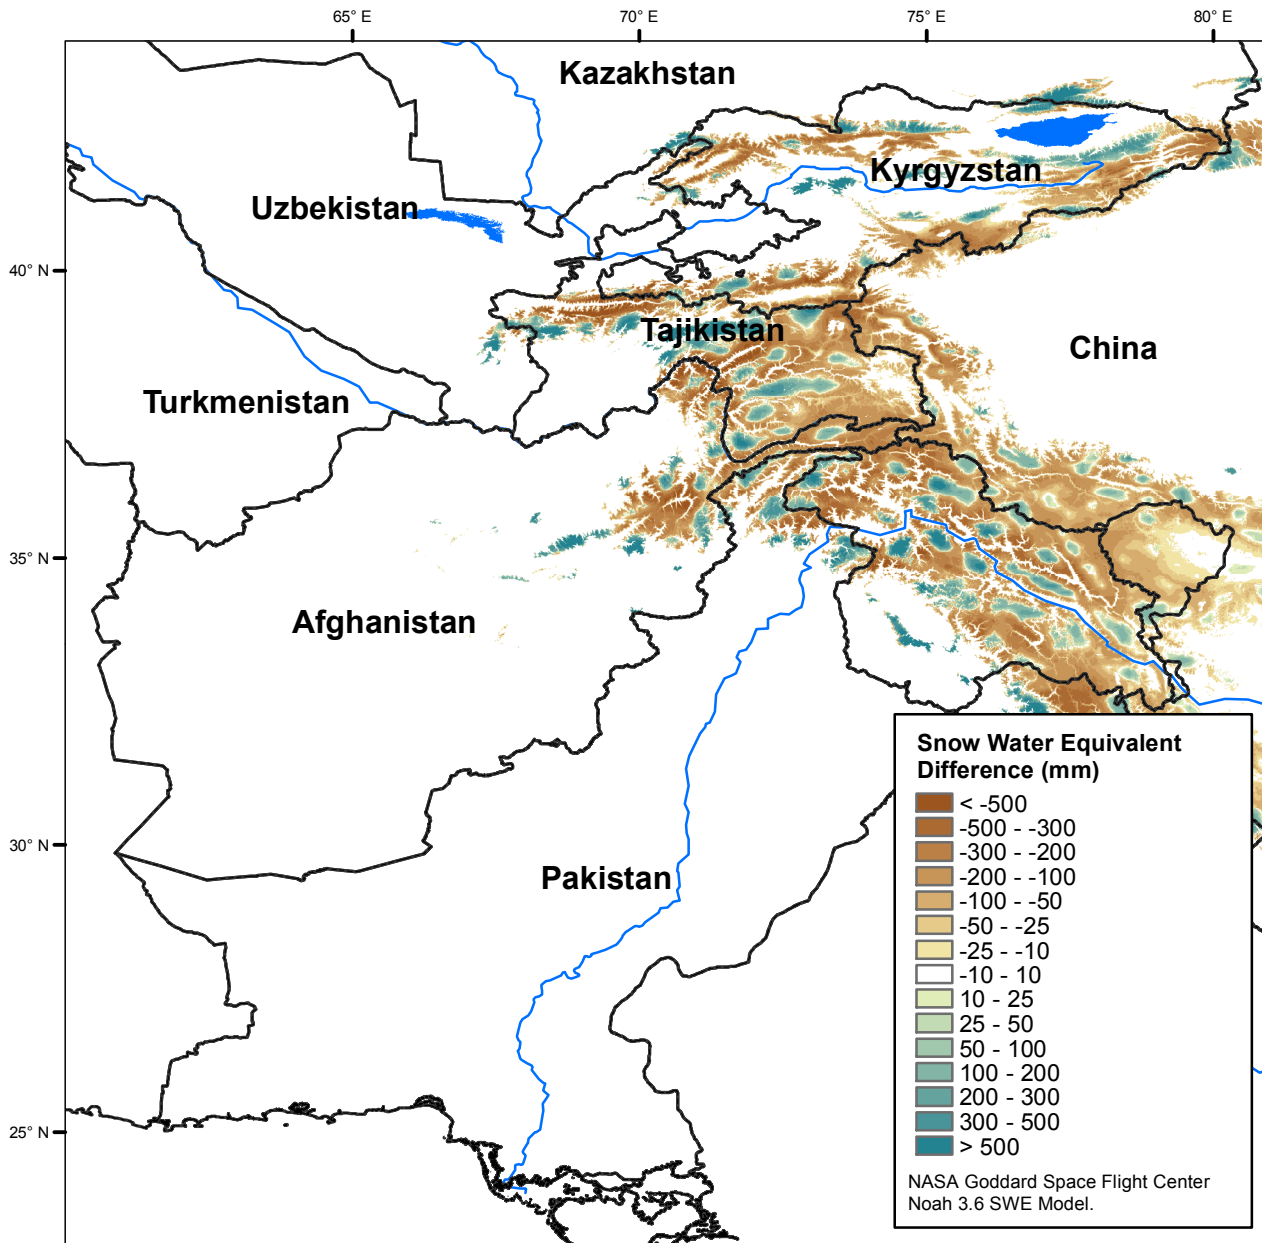 65° E
70° E
75° E
80° E
Kazakhstan
Kyrgyzstan
Uzbekistan
40° N
Tajikistan
China
Turkmenistan
35° N
Afghanistan
30° N
Pakistan
25° N
Snow Water Equivalent
Difference (mm)
< -500
-500 - -300
-300 - -200
-200 - -100
-100 - -50
-50 - -25
-25 - -10
-10 - 10
10 - 25
25 - 50
50 - 100
100 - 200
200 - 300
300 - 500
> 500
NASA Goddard Space Flight Center
Noah 3.6 SWE Model.